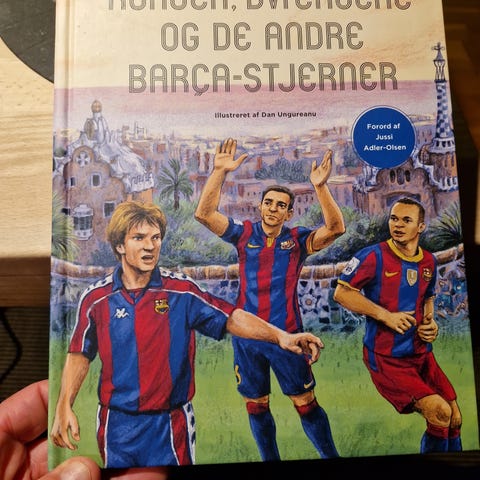 OG DE ANDRE
BARÇA-STJERNER
Illustreret af Dan Ungureanu
Forord af
Jussi
Adler-Olsen